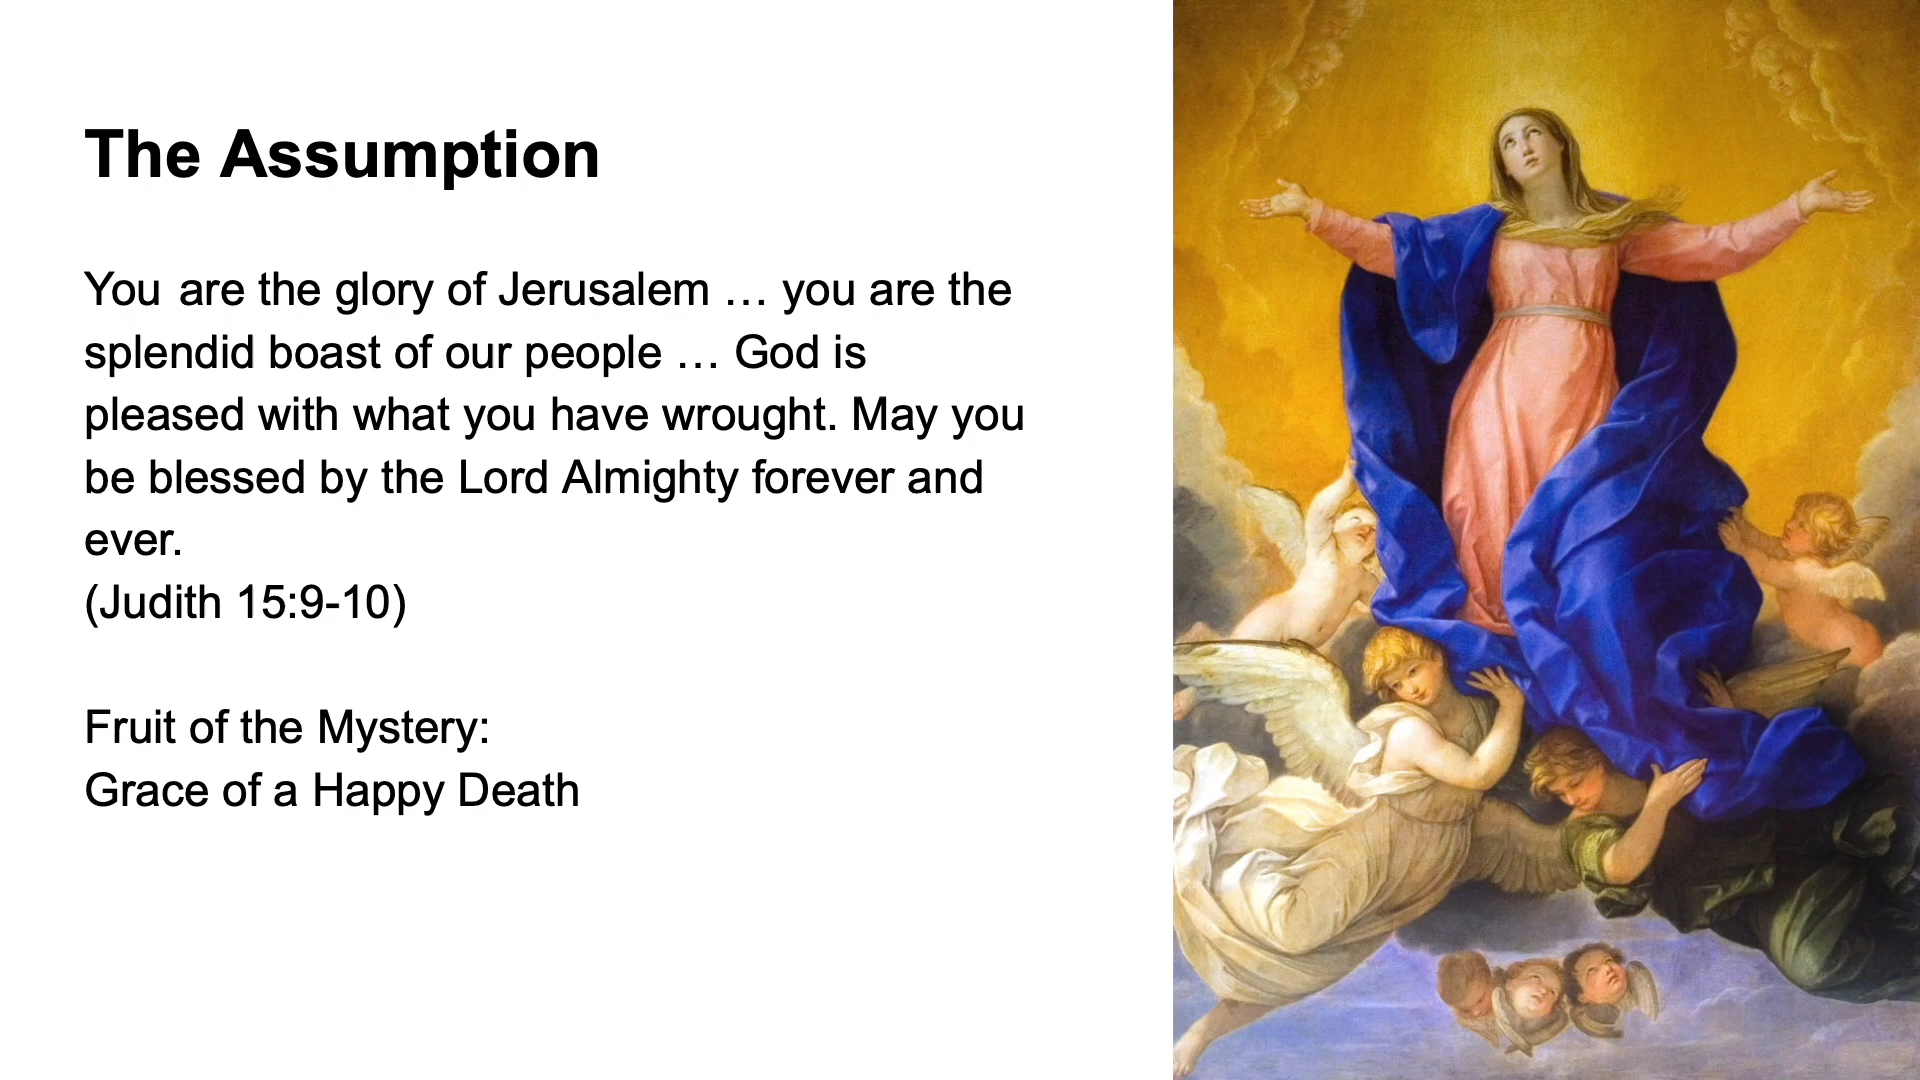 The Assumption
You are the glory of Jerusalem … you are the
splendid boast of our people … God is
pleased with what you have wrought. May you
be blessed by the Lord Almighty forever and
ever.
(Judith 15:9-10)
Fruit of the Mystery:
Grace of a Happy Death